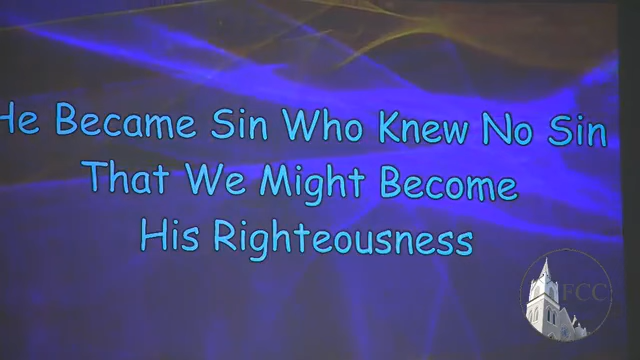 He Became Sin Who Knew No Sin
That We Might Become
His Righteousness
FCC